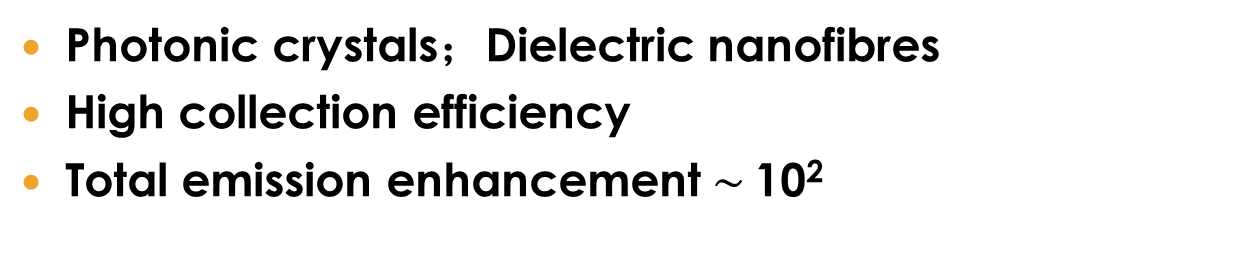 • Photonic crystals；Dielectric nanofibres
• High collection efficiency
• Total emission enhancement ~ 10²